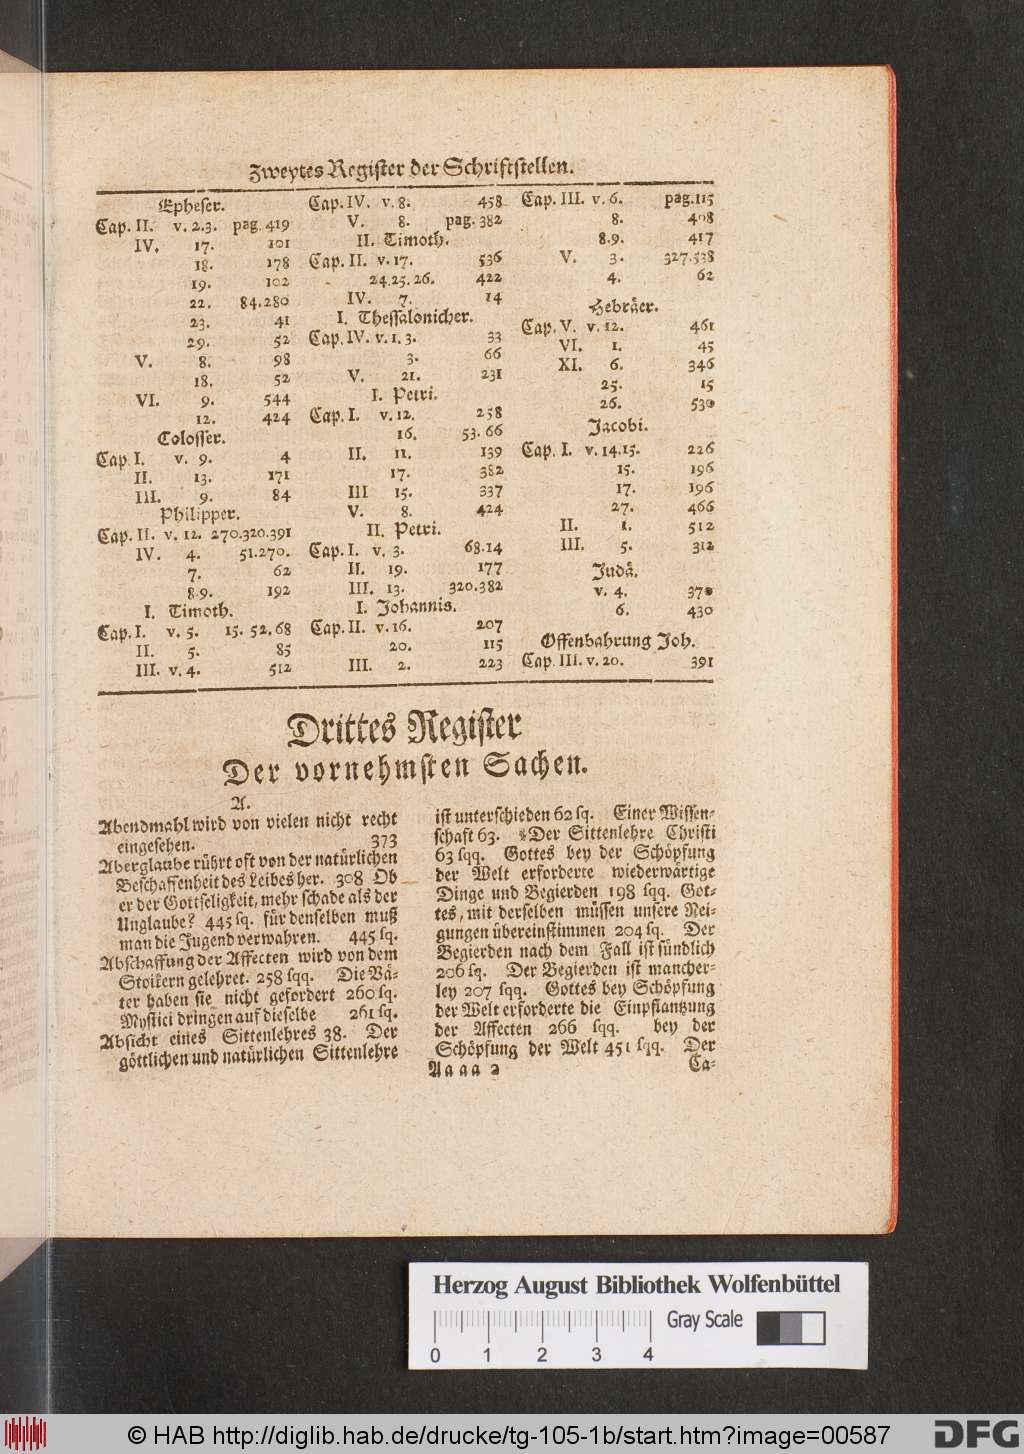 Zweytes Register der Schriftstellen.
Epheser.
Cap. II. v. 2.3. pag. 419
IV. 17. 101
18. 178
19. 102
22. 84.280
23. 41
29. 52
V. 8. 98
18. 52
VI. 9. 544
12. 424
Colosser.
Cap. I. v. 9. 4
II. 13. 171
III. 9. 84
Philipper.
Cap. II. v. 12. 270.320.391
IV. 4. 51.270.
7. 62
8.9. 192
I. Timoth.
Cap. I. v. 5. 15. 52.68
II. 5. 85
III. v. 4. 512
Cap. IV. v. 8. 458
V. 8. pag. 382
II. Timoth.
Cap. II. v. 17. 536
24.25.26. 422
IV. 7. 14
I. Thessalonicher.
Cap. IV. v. 1.3. 33
3. 66
V. 21. 231
I. Petri.
Cap. I. v. 12. 258
16. 53.66
II. 11. 139
17. 382
III 15. 337
V. 8. 424
II. Petri.
Cap. I. v. 3. 68.14
II. 19. 177
III. 13. 320.382
I. Johannis.
Cap. II. v. 16. 207
20. 115
III. 2. 223
Cap. III. v. 6. pag. 115
8. 408
8.9. 417
V. 3. 327.538
4. 62
Hebräer.
Cap. V. v. 12. 461
VI. 1. 45
XI. 6. 346
25. 15
26. 530
Jacobi.
Cap. I. v. 14.15. 226
15. 196
17. 196
27. 466
II. 1. 512
III. 5. 312
Judä.
v. 4. 370
6. 430
Offenbahrung Joh.
Cap. III. v. 20. 391
Drittes Register
Der vornehmsten Sachen.
A.
Abendmahl wird von vielen nicht recht
eingesehen. 373
Aberglaube rührt oft von der natürlichen
Beschaffenheit des Leibes her. 308 Ob
er der Gottseligkeit, mehr schade als der
Unglaube? 445 sq. für denselben muß
man die Jugend verwahren. 445 sq.
Abschaffung der Affecten wird von dem
Stoikern gelehret. 258 sqq. Die Vä-
ter haben sie nicht gefordert 260 sq.
Mystici dringen auf dieselbe 261 sq.
Absicht eines Sittenlehres 38. Der
göttlichen und natürlichen Sittenlehre
ist unterschieden 62 sq. Einer Wissen-
schaft 63. Der Sittenlehre Christi
63 sqq. Gottes bey der Schöpfung
der Welt erforderte wiederwärtige
Dinge und Begierden 198 sqq. Got-
tes, mit derselben müssen unsere Nei-
gungen übereinstimmen 204 sq. Der
Begierden nach dem Fall ist sündlich
206 sq. Der Begierden ist mancher-
ley 207 sqq. Gottes bey Schöpfung
der Welt erforderte die Einpflantzung
der Affecten 266 sqq. bey der
Schöpfung der Welt 451 sqq. Der
Aaaa 2 Ca-
Herzog August Bibliothek Wolfenbüttel
Gray Scale
0 1 2 3 4
© HAB http://diglib.hab.de/drucke/tg-105-1b/start.htm?image=00587
DFG